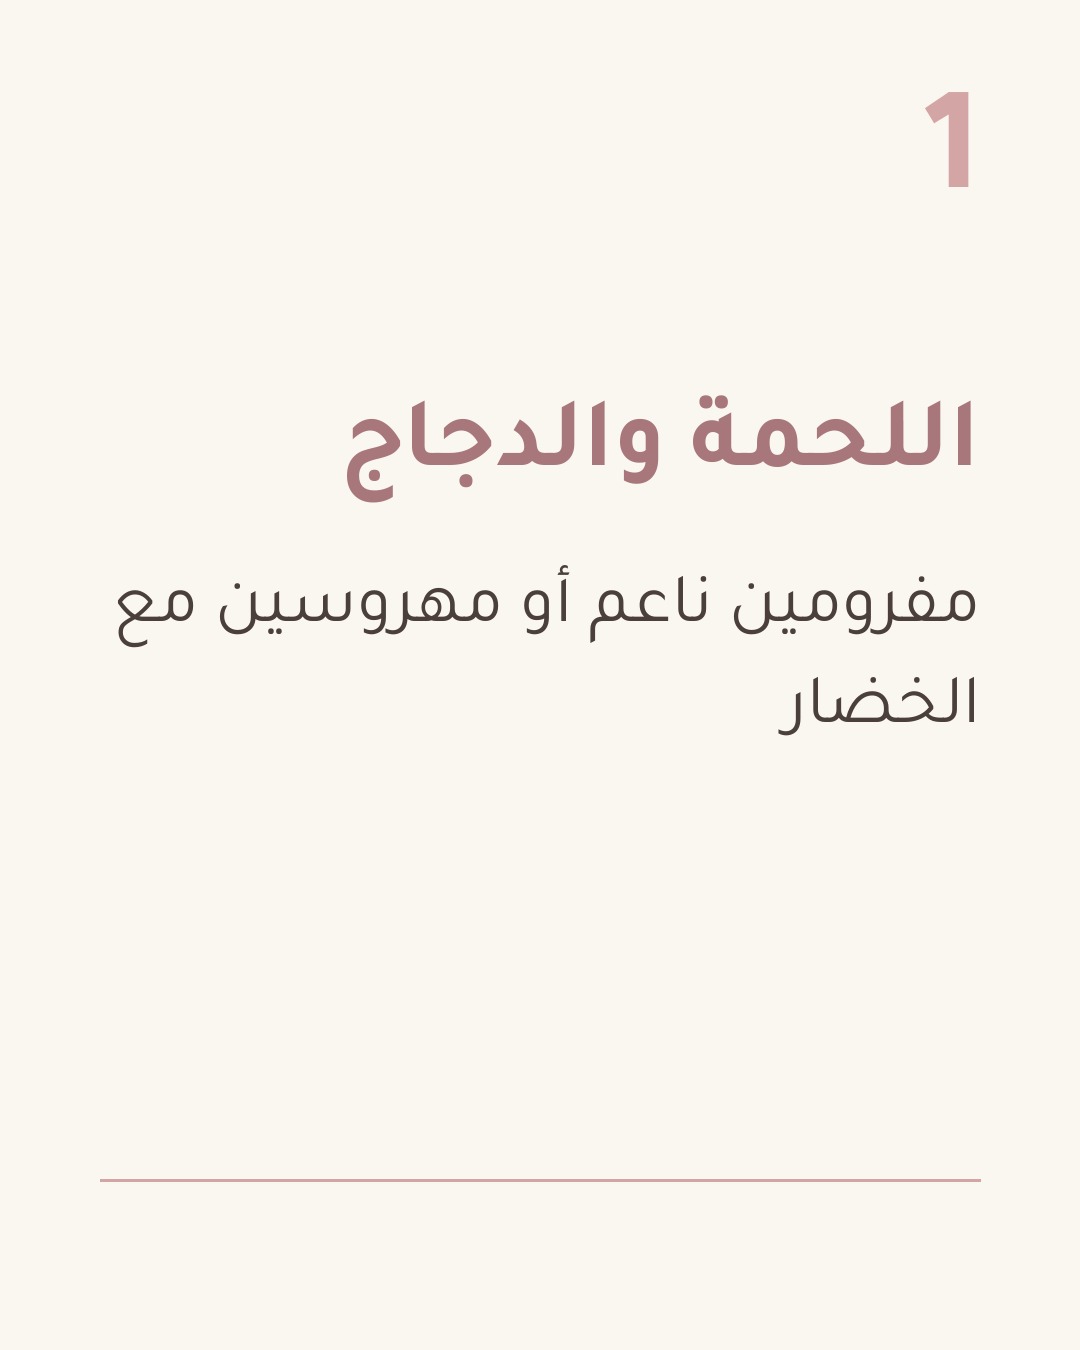 1
اللحمة والدجاج
مفرومين ناعم أو مهروسين مع
الخضار